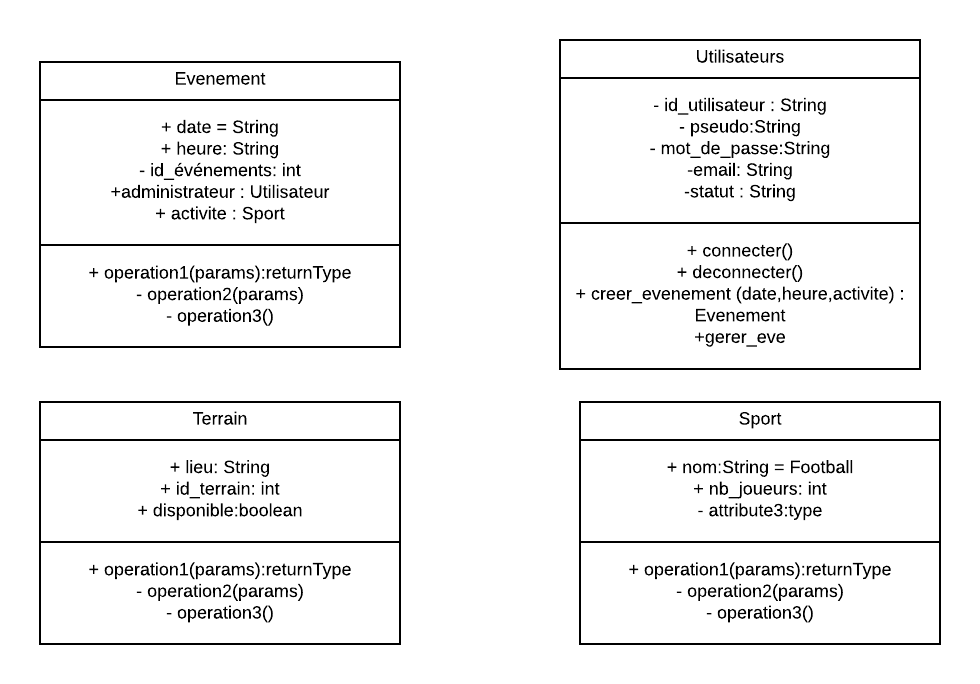 Evenement
+ date = String
+ heure: String
- id_événements: int
+administrateur : Utilisateur
+ activite : Sport
+ operation1(params):returnType
- operation2(params)
- operation3()
Utilisateurs
- id_utilisateur : String
- pseudo:String
- mot_de_passe:String
-email: String
-statut : String
+ connecter()
+ deconnecter()
+ creer_evenement (date,heure,activite) :
Evenement
+gerer_eve
Terrain
+ lieu: String
+ id_terrain: int
+ disponible:boolean
+ operation1(params):returnType
- operation2(params)
- operation3()
Sport
+ nom:String = Football
+ nb_joueurs: int
- attribute3:type
+ operation1(params):returnType
- operation2(params)
- operation3()